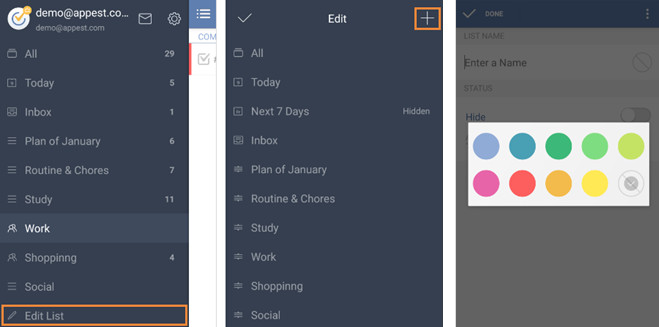 demo@appest.co...
demo@appest.com
All 29
Today 5
Inbox 1
Plan of January 6
Routine & Chores 7
Study 11
Work
Shoppinng 4
Social
Edit List
COM
Edit
All
Today
Next 7 Days Hidden
Inbox
Plan of January
Routine & Chores
Study
Work
Shoppinng
Social
DONE
LIST NAME
Enter a Name
STATUS
Hide